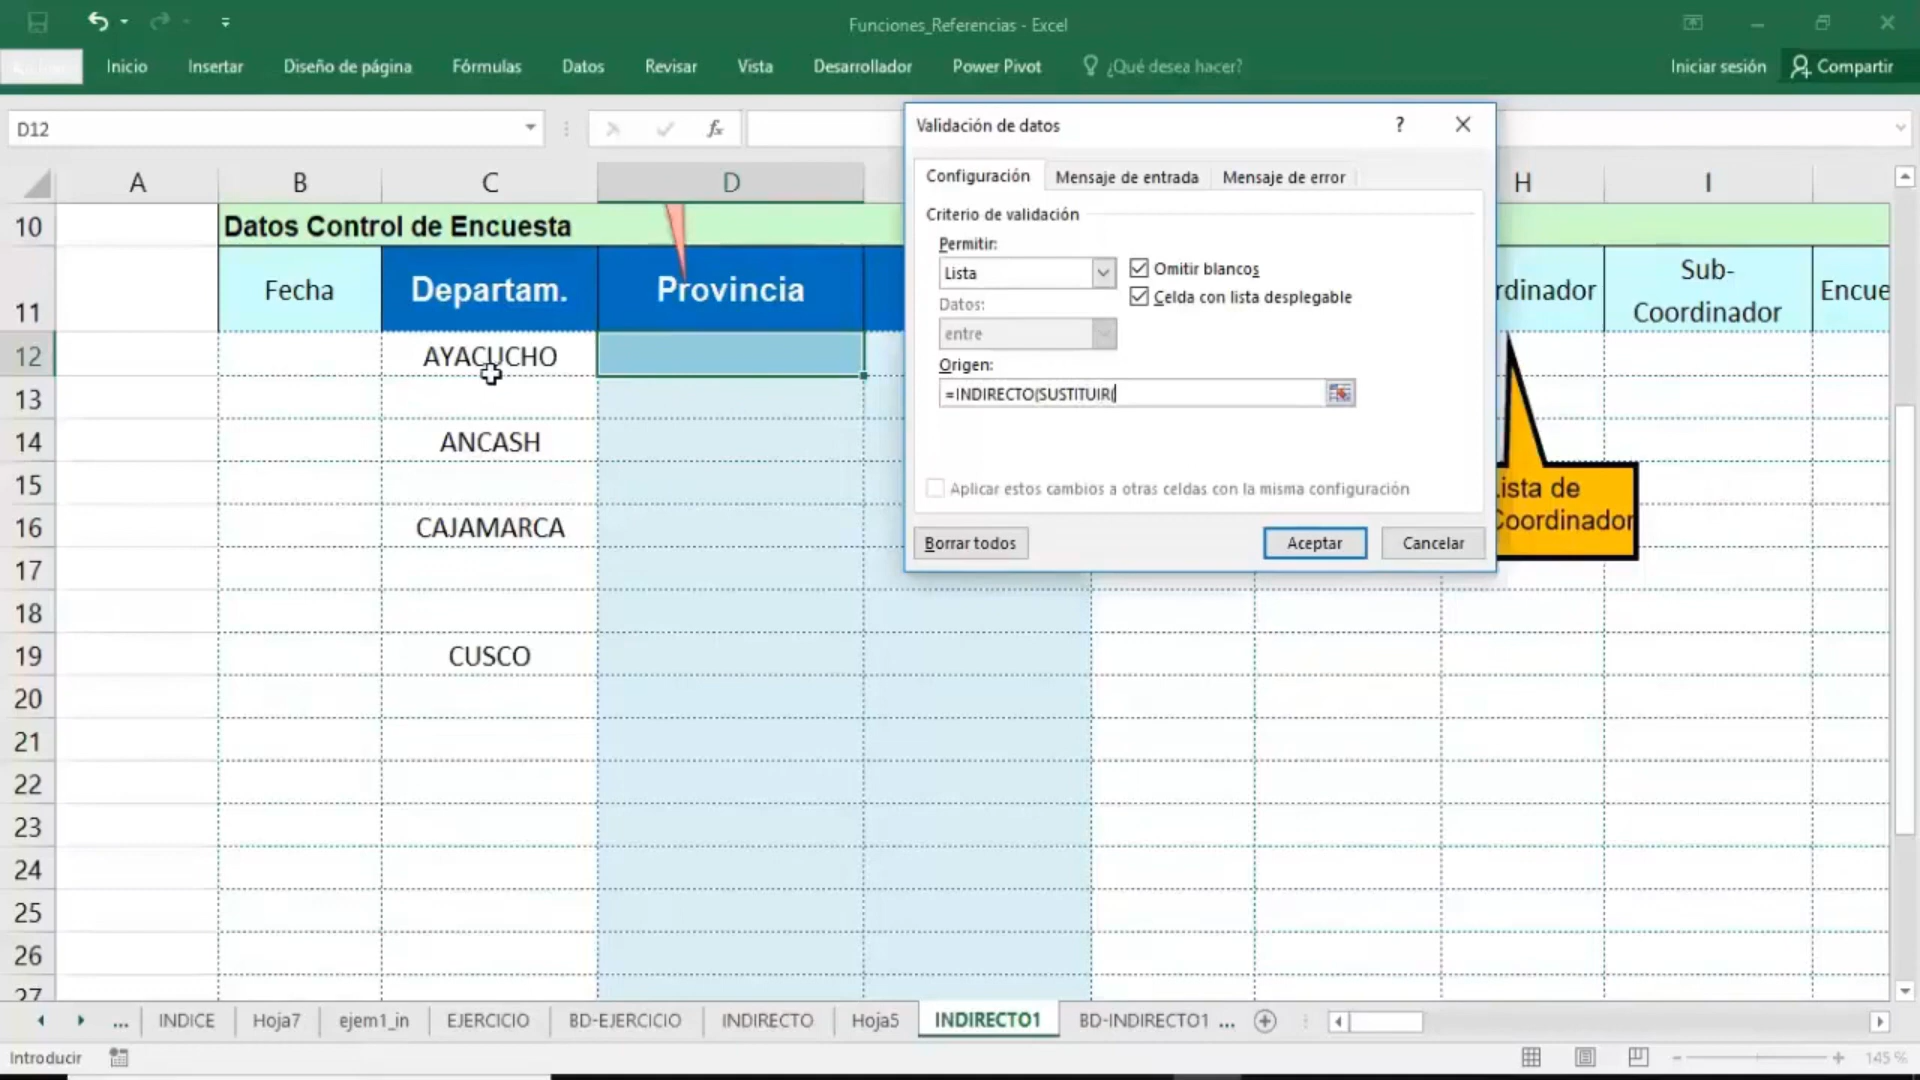 Funciones_Referencias - Excel
Inicio Insertar Diseño de página Fórmulas Datos Revisar Vista Desarrollador Power Pivot ¿Qué desea hacer? Iniciar sesión Compartir
D12 fx
Validación de datos ?
Configuración Mensaje de entrada Mensaje de error
Criterio de validación
Permitir:
Lista
Omitir blancos
Celda con lista desplegable
Datos:
entre
Origen:
=INDIRECTO(SUSTITUIR(
Aplicar estos cambios a otras celdas con la misma configuración
Borrar todos Aceptar Cancelar
A B C D H I
10 Datos Control de Encuesta
11 Fecha Departam. Provincia rdinador Sub-
Coordinador Encue
12 AYACUCHO
13
14 ANCASH
15
ista de
Coordinador
16 CAJAMARCA
17
18
19 CUSCO
20
21
22
23
24
25
26
27
... INDICE Hoja7 ejem1_in EJERCICIO BD-EJERCICIO INDIRECTO Hoja5 INDIRECTO1 BD-INDIRECTO1 ...
Introducir 145 %